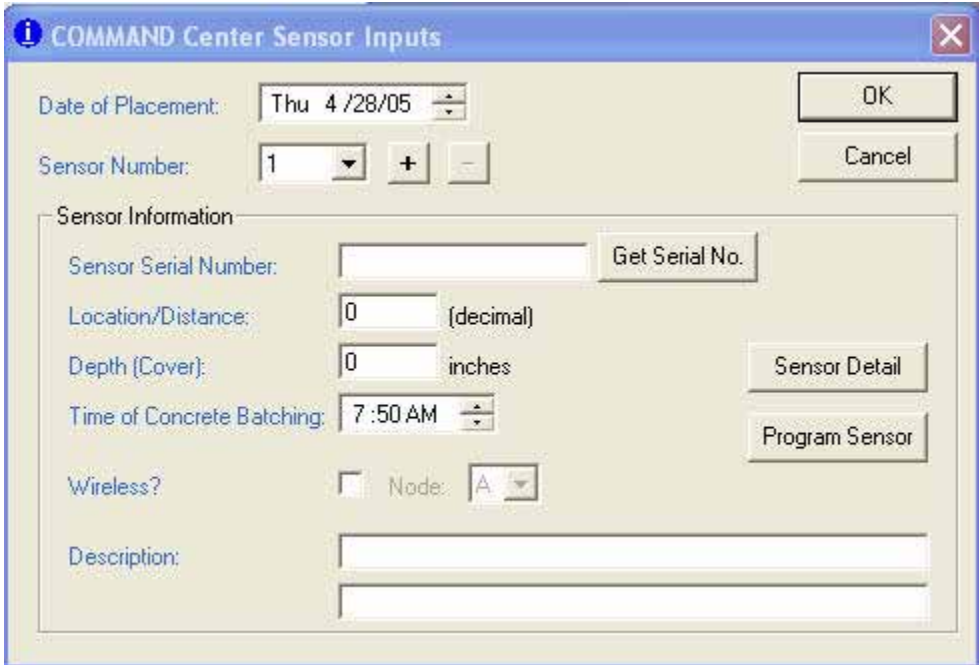 COMMAND Center Sensor Inputs
Date of Placement: Thu 4 /28/05 OK
Sensor Number: 1 + - Cancel
Sensor Information
Sensor Serial Number: Get Serial No.
Location/Distance: 0 (decimal)
Depth (Cover): 0 inches Sensor Detail
Time of Concrete Batching: 7 :50 AM
Program Sensor
Wireless? Node: A
Description: